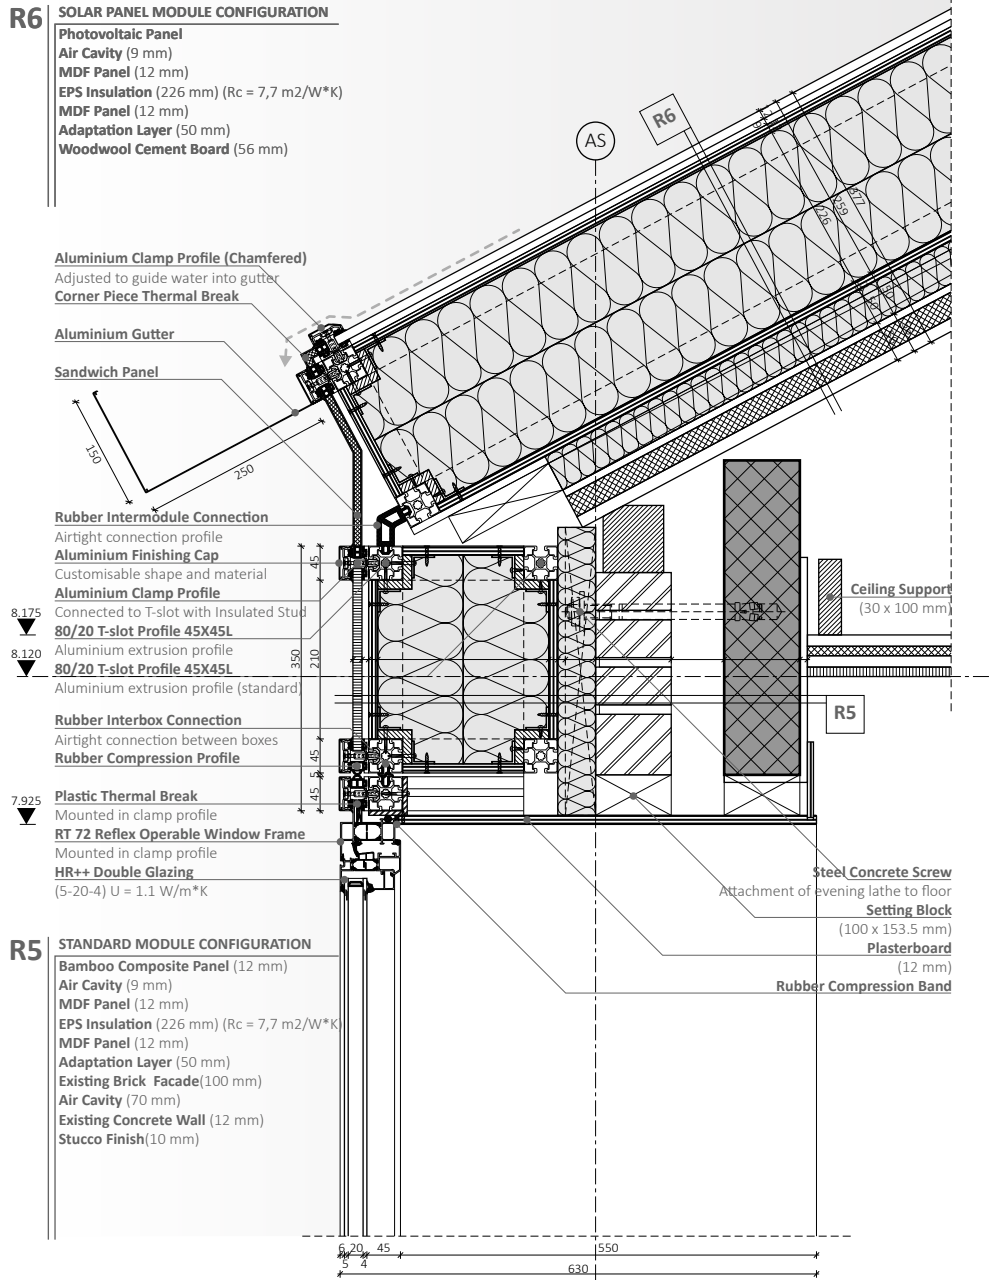 R6
SOLAR PANEL MODULE CONFIGURATION
Photovoltaic Panel
Air Cavity (9 mm)
MDF Panel (12 mm)
EPS Insulation (226 mm) (Rc = 7,7 m2/W*K)
MDF Panel (12 mm)
Adaptation Layer (50 mm)
Woodwool Cement Board (56 mm)
R6
AS
377
259
226
Aluminium Clamp Profile (Chamfered)
Adjusted to guide water into gutter
Corner Piece Thermal Break
Aluminium Gutter
Sandwich Panel
150
250
Rubber Intermodule Connection
Airtight connection profile
Aluminium Finishing Cap
Customisable shape and material
Aluminium Clamp Profile
Connected to T-slot with Insulated Stud
80/20 T-slot Profile 45X45L
Aluminium extrusion profile
80/20 T-slot Profile 45X45L
Aluminium extrusion profile (standard)
Rubber Interbox Connection
Airtight connection between boxes
Rubber Compression Profile
Plastic Thermal Break
Mounted in clamp profile
RT 72 Reflex Operable Window Frame
Mounted in clamp profile
HR++ Double Glazing
(5-20-4) U = 1.1 W/m*K
8.175
8.120
7.925
45
350
210
45
5
45
Ceiling Support
(30 x 100 mm)
R5
Steel Concrete Screw
Attachment of evening lathe to floor
Setting Block
(100 x 153.5 mm)
Plasterboard
(12 mm)
Rubber Compression Band
R5
STANDARD MODULE CONFIGURATION
Bamboo Composite Panel (12 mm)
Air Cavity (9 mm)
MDF Panel (12 mm)
EPS Insulation (226 mm) (Rc = 7,7 m2/W*K)
MDF Panel (12 mm)
Adaptation Layer (50 mm)
Existing Brick Facade(100 mm)
Air Cavity (70 mm)
Existing Concrete Wall (12 mm)
Stucco Finish(10 mm)
6 20 45 550
5 4
630